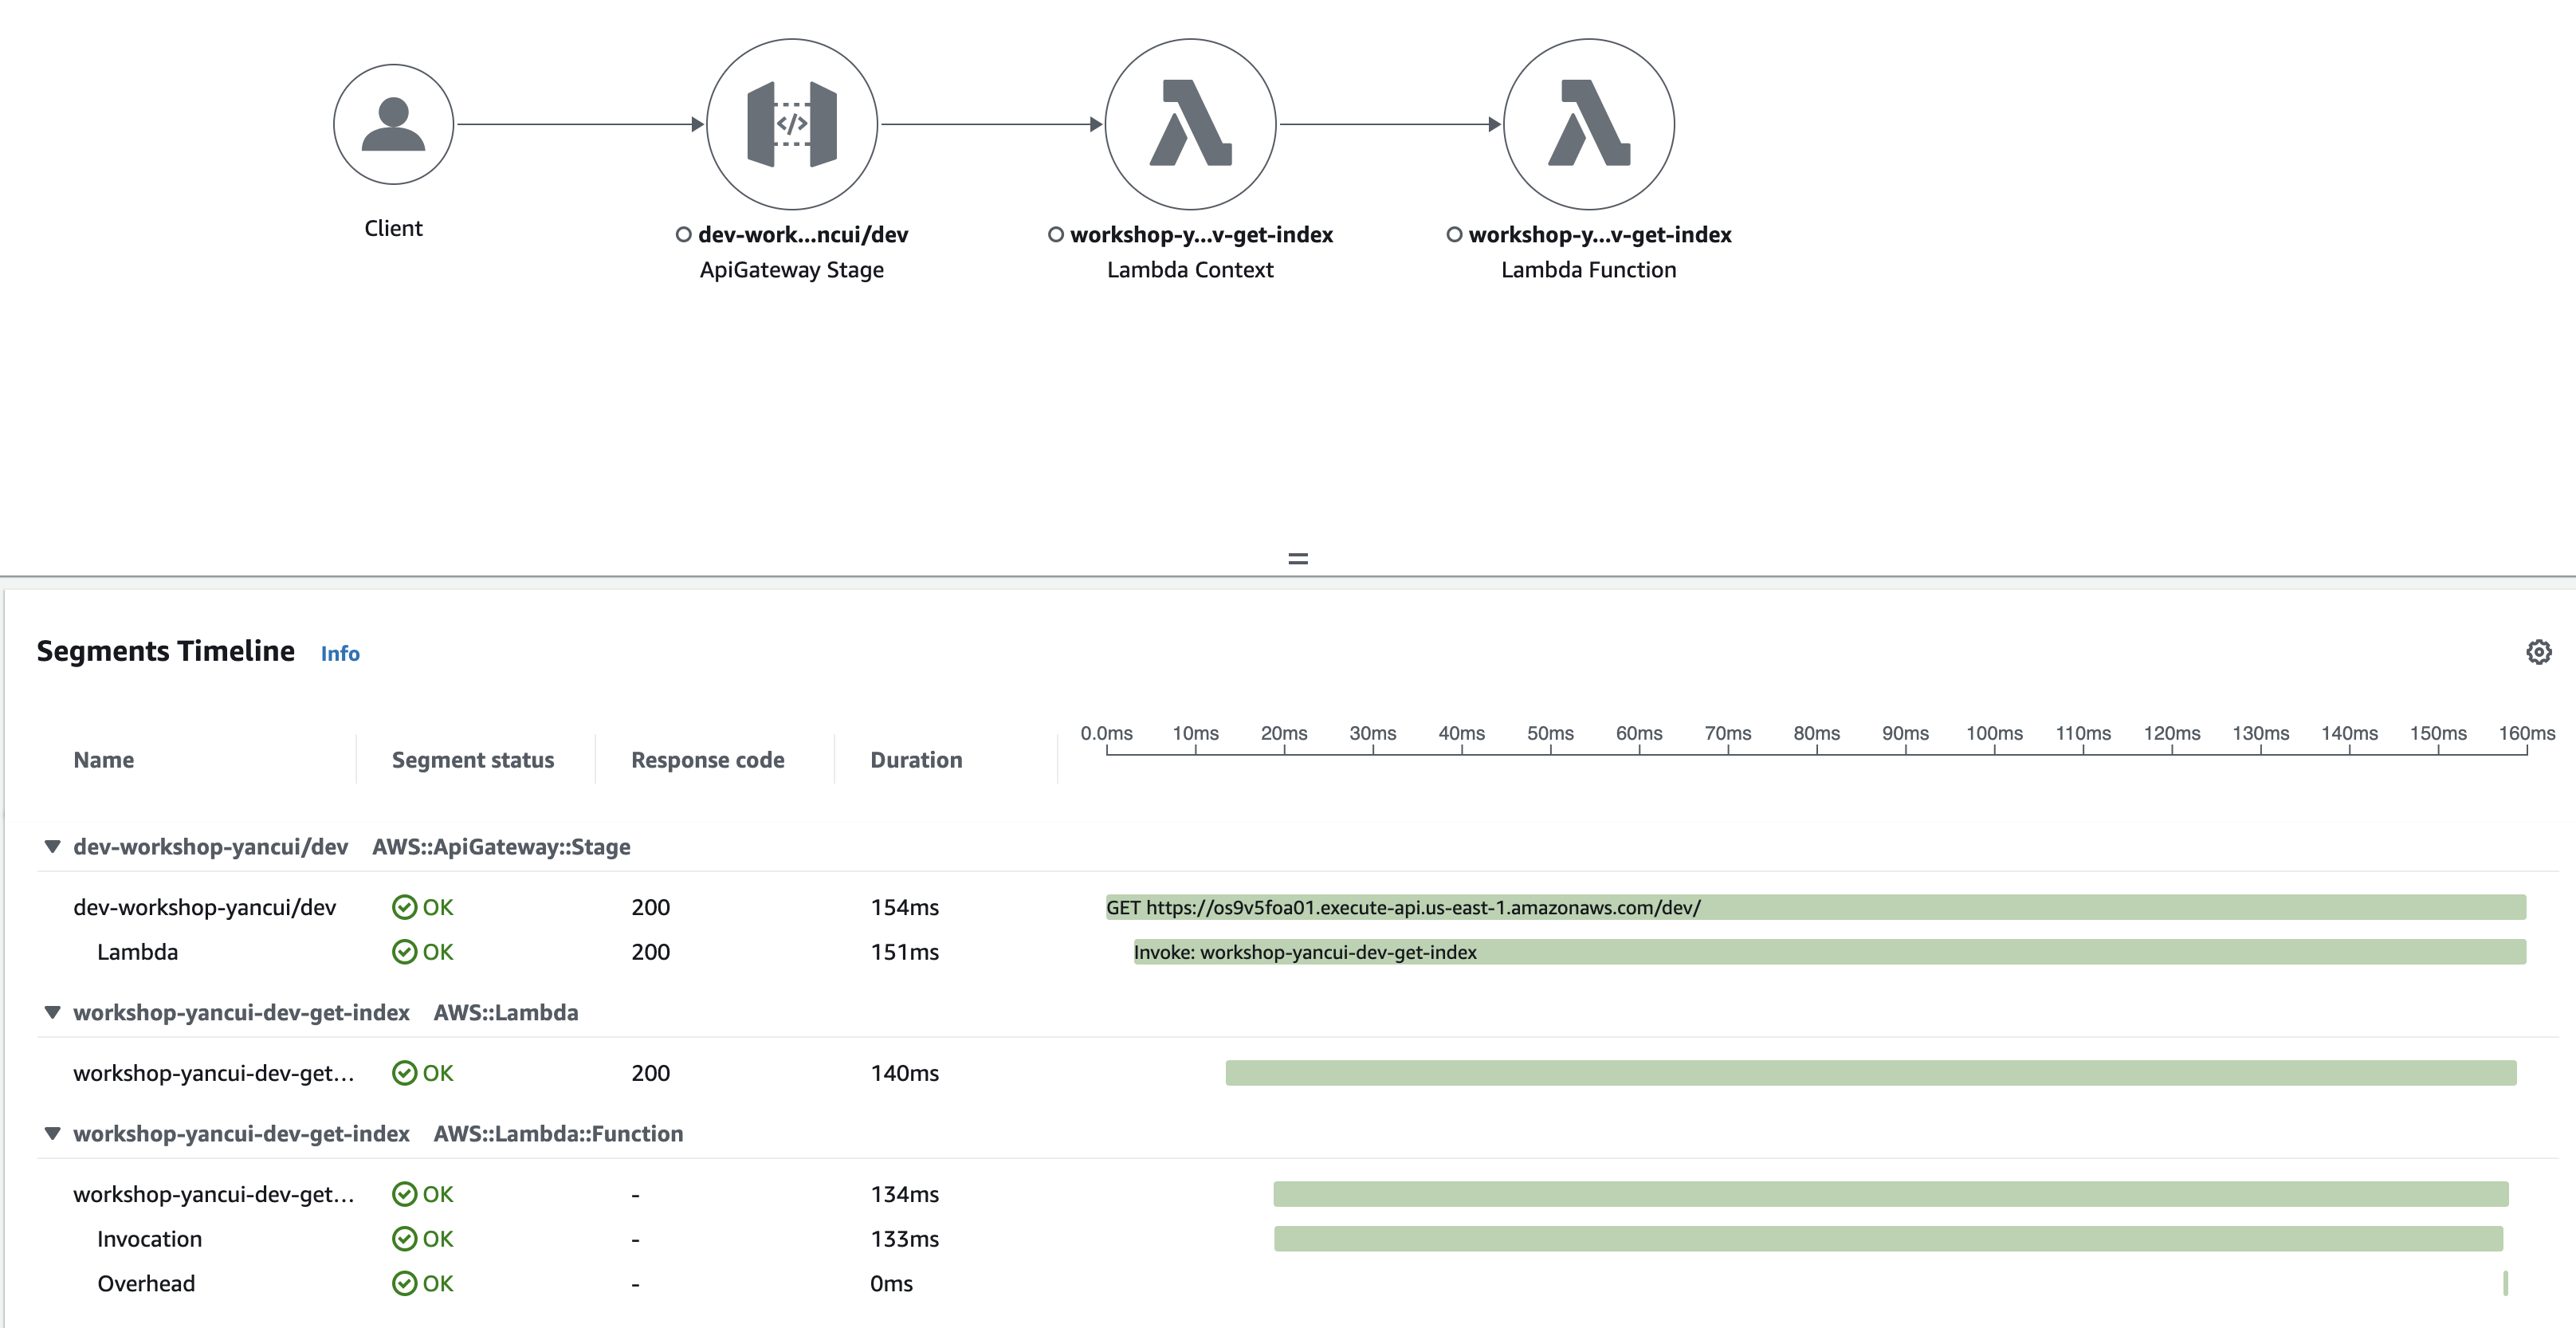 Client
dev-work...ncui/dev
ApiGateway Stage
workshop-y...v-get-index
Lambda Context
workshop-y...v-get-index
Lambda Function
Segments Timeline Info
0.0ms 10ms 20ms 30ms 40ms 50ms 60ms 70ms 80ms 90ms 100ms 110ms 120ms 130ms 140ms 150ms 160ms
Name Segment status Response code Duration
dev-workshop-yancui/dev AWS::ApiGateway::Stage
dev-workshop-yancui/dev OK 200 154ms GET https://os9v5foa01.execute-api.us-east-1.amazonaws.com/dev/
Lambda OK 200 151ms Invoke: workshop-yancui-dev-get-index
workshop-yancui-dev-get-index AWS::Lambda
workshop-yancui-dev-get... OK 200 140ms
workshop-yancui-dev-get-index AWS::Lambda::Function
workshop-yancui-dev-get... OK - 134ms
Invocation OK - 133ms
Overhead OK - 0ms